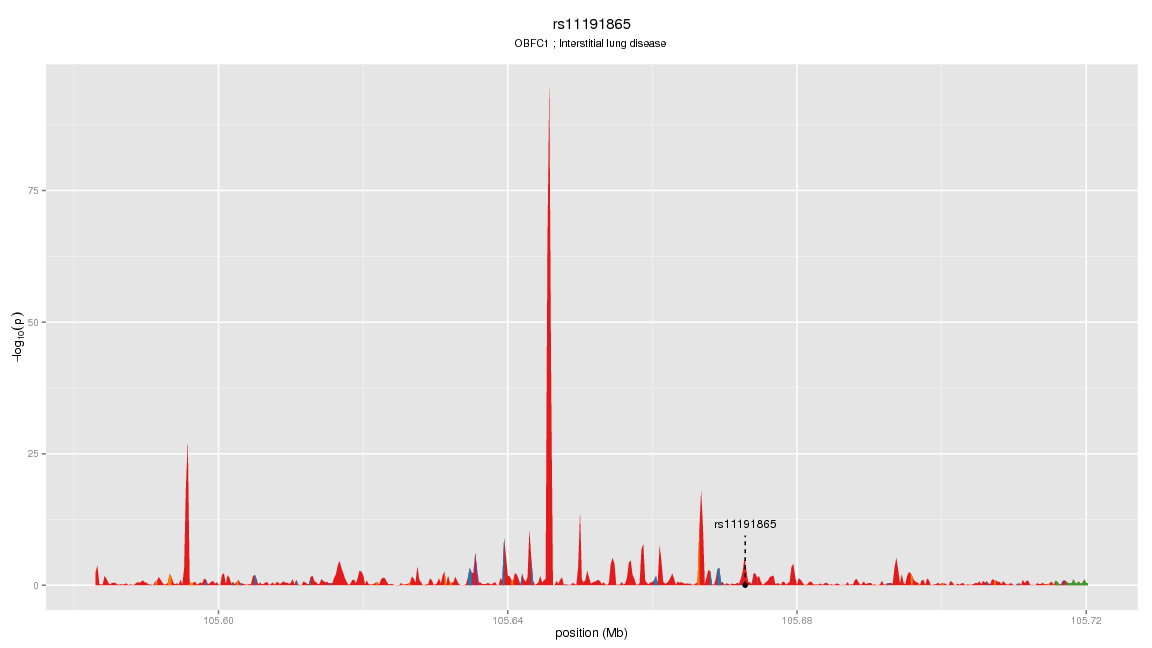 rs11191865
OBFC1 ; Interstitial lung disease
−log10(p)
75
50
25
0
rs11191865
105.60
105.64
105.68
105.72
position (Mb)